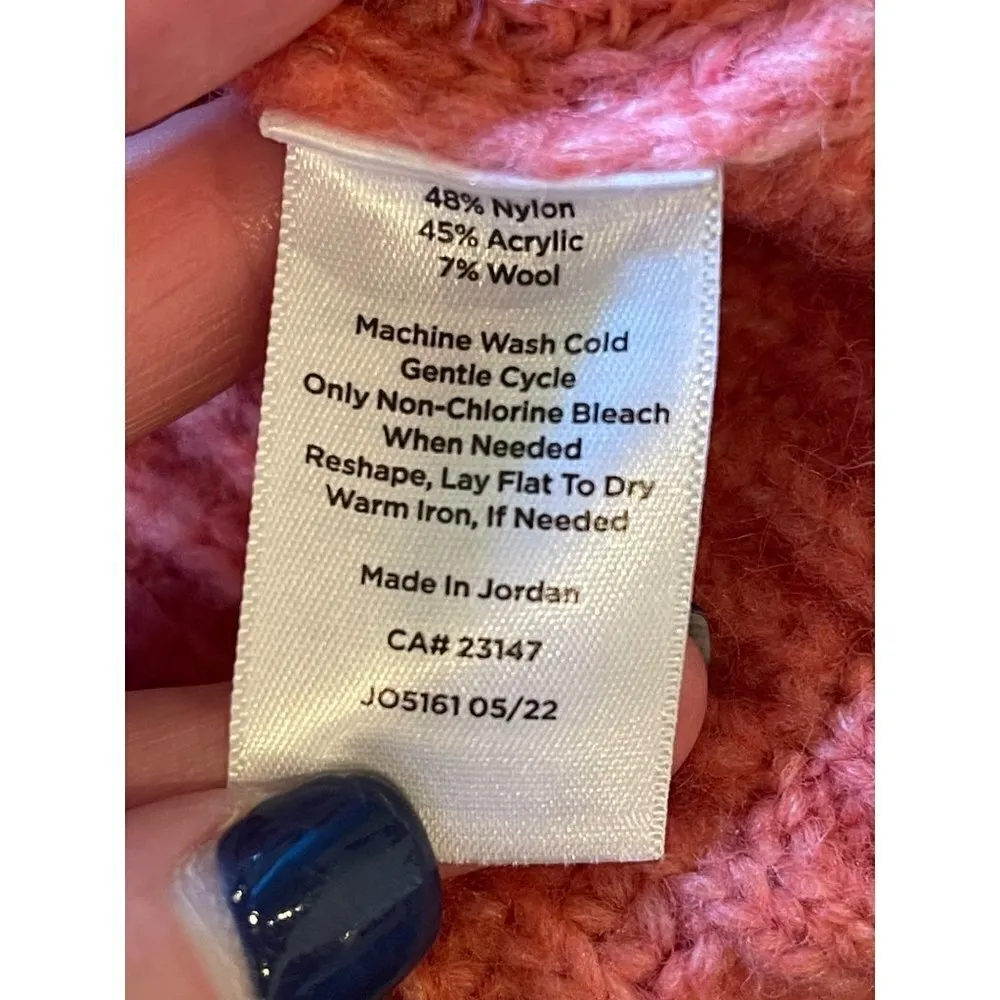 48% Nylon
45% Acrylic
7% Wool
Machine Wash Cold
Gentle Cycle
Only Non-Chlorine Bleach
When Needed
Reshape, Lay Flat To Dry
Warm Iron, If Needed
Made In Jordan
CA# 23147
JO5161 05/22